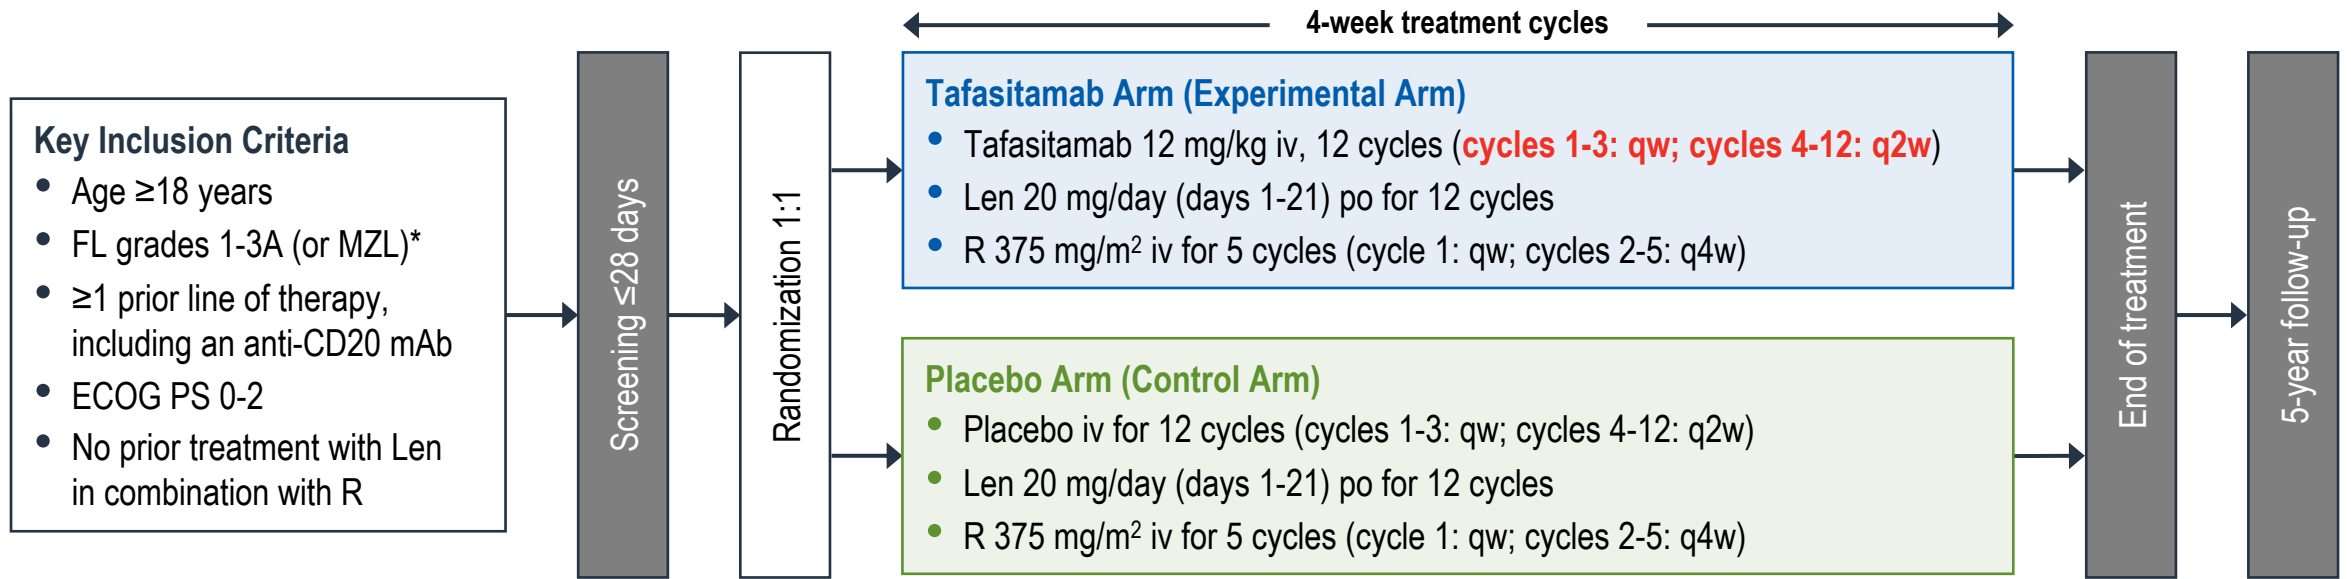 4-week treatment cycles
Key Inclusion Criteria
• Age ≥18 years
• FL grades 1-3A (or MZL)*
• ≥1 prior line of therapy,
including an anti-CD20 mAb
• ECOG PS 0-2
• No prior treatment with Len
in combination with R
Screening ≤28 days
Randomization 1:1
Tafasitamab Arm (Experimental Arm)
• Tafasitamab 12 mg/kg iv, 12 cycles (cycles 1-3: qw; cycles 4-12: q2w)
• Len 20 mg/day (days 1-21) po for 12 cycles
• R 375 mg/m² iv for 5 cycles (cycle 1: qw; cycles 2-5: q4w)
Placebo Arm (Control Arm)
• Placebo iv for 12 cycles (cycles 1-3: qw; cycles 4-12: q2w)
• Len 20 mg/day (days 1-21) po for 12 cycles
• R 375 mg/m² iv for 5 cycles (cycle 1: qw; cycles 2-5: q4w)
End of treatment
5-year follow-up